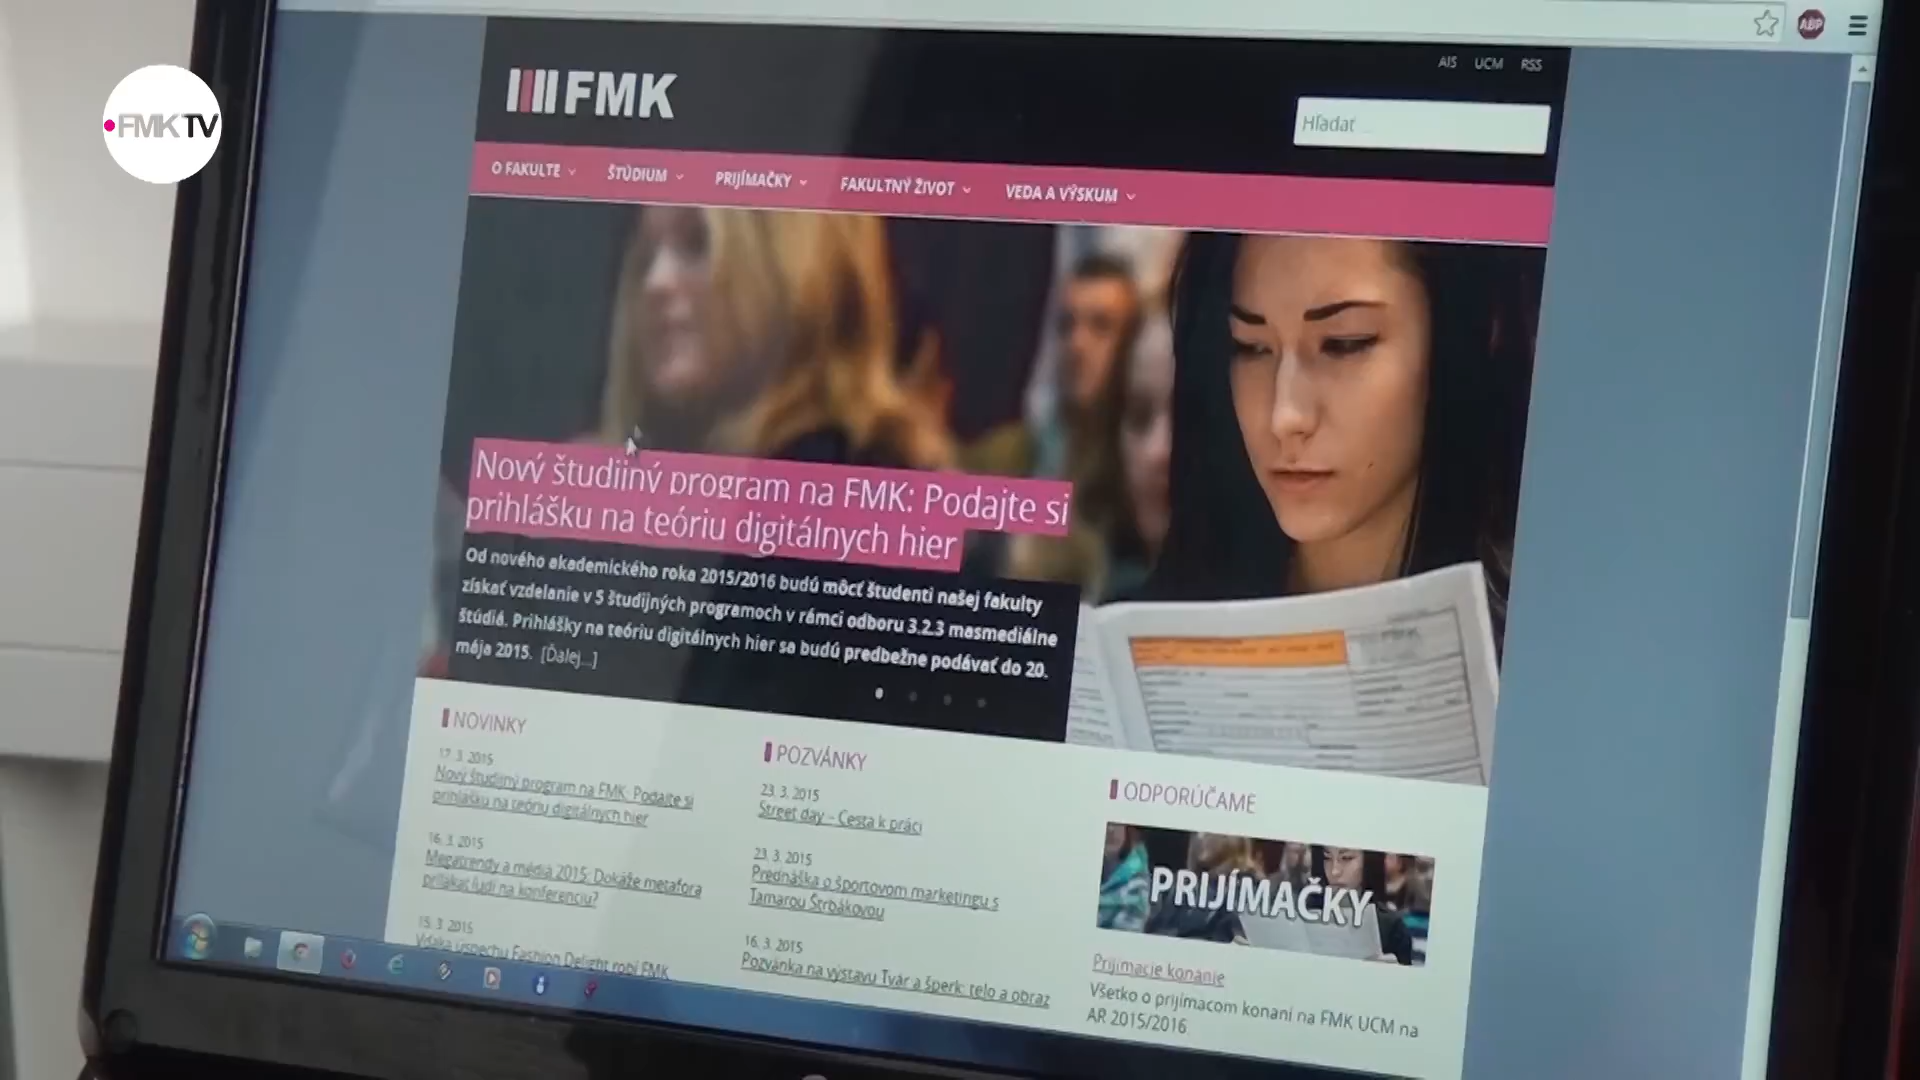 FMK TV
ABP
AIS UCM RSS
FMK
Hľadať ...
O FAKULTE ŠTÚDIUM PRIJÍMAČKY FAKULTNÝ ŽIVOT VEDA A VÝSKUM
Nový študijný program na FMK: Podajte si
prihlášku na teóriu digitálnych hier
Od nového akademického roka 2015/2016 budú môcť študenti našej fakulty
získať vzdelanie v 5 študijných programoch v rámci odboru 3.2.3 masmediálne
štúdiá. Prihlášky na teóriu digitálnych hier sa budú predbežne podávať do 20.
mája 2015. [Ďalej...]
NOVINKY
17. 3. 2015
Nový študijný program na FMK: Podajte si
prihlášku na teóriu digitálnych hier
16. 3. 2015
Megatrendy a médiá 2015: Dokáže metafora
prilákať ľudí na konferenciu?
15. 3. 2015
Vďaka úspechu Fashion Delight robí FMK
POZVÁNKY
23. 3. 2015
Street day – Cesta k práci
23. 3. 2015
Prednáška o športovom marketingu s
Tamarou Štrbákovou
16. 3. 2015
Pozvánka na výstavu Tvár a šperk: telo a obraz
ODPORÚČAME
PRIJÍMAČKY
Prijímacie konanie
Všetko o prijímacom konaní na FMK UCM na
AR 2015/2016